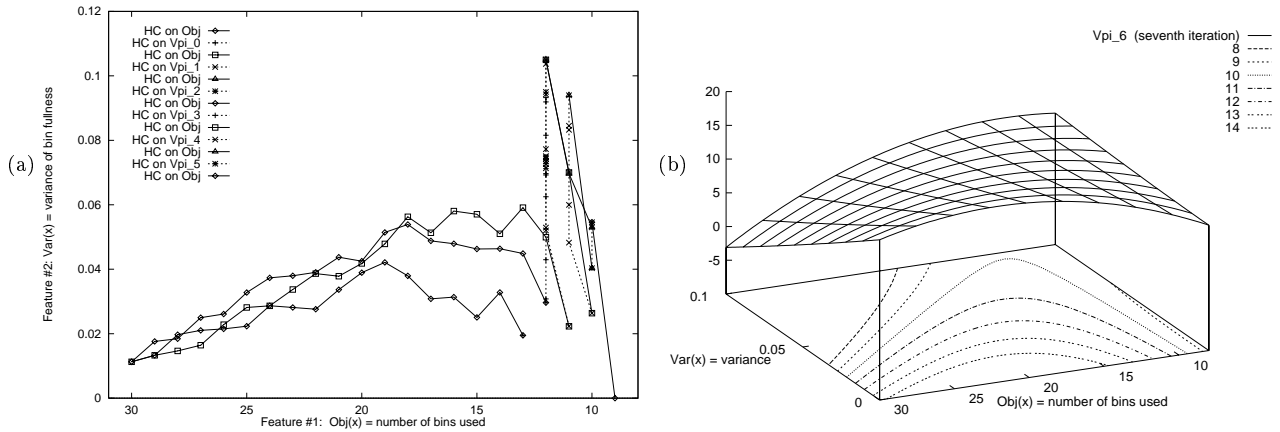 (a)
Feature #2: Var(x) = variance of bin fullness
0.12
0.1
0.08
0.06
0.04
0.02
0
HC on Obj
HC on Vpi_0
HC on Obj
HC on Vpi_1
HC on Obj
HC on Vpi_2
HC on Obj
HC on Vpi_3
HC on Obj
HC on Vpi_4
HC on Obj
HC on Vpi_5
HC on Obj
30 25 20 15 10
Feature #1: Obj(x) = number of bins used
(b)
Vpi_6 (seventh iteration)
8
9
10
11
12
13
14
20
15
10
5
0
-5
0.1
0.05
Var(x) = variance
0
30 25 20 15 10
Obj(x) = number of bins used